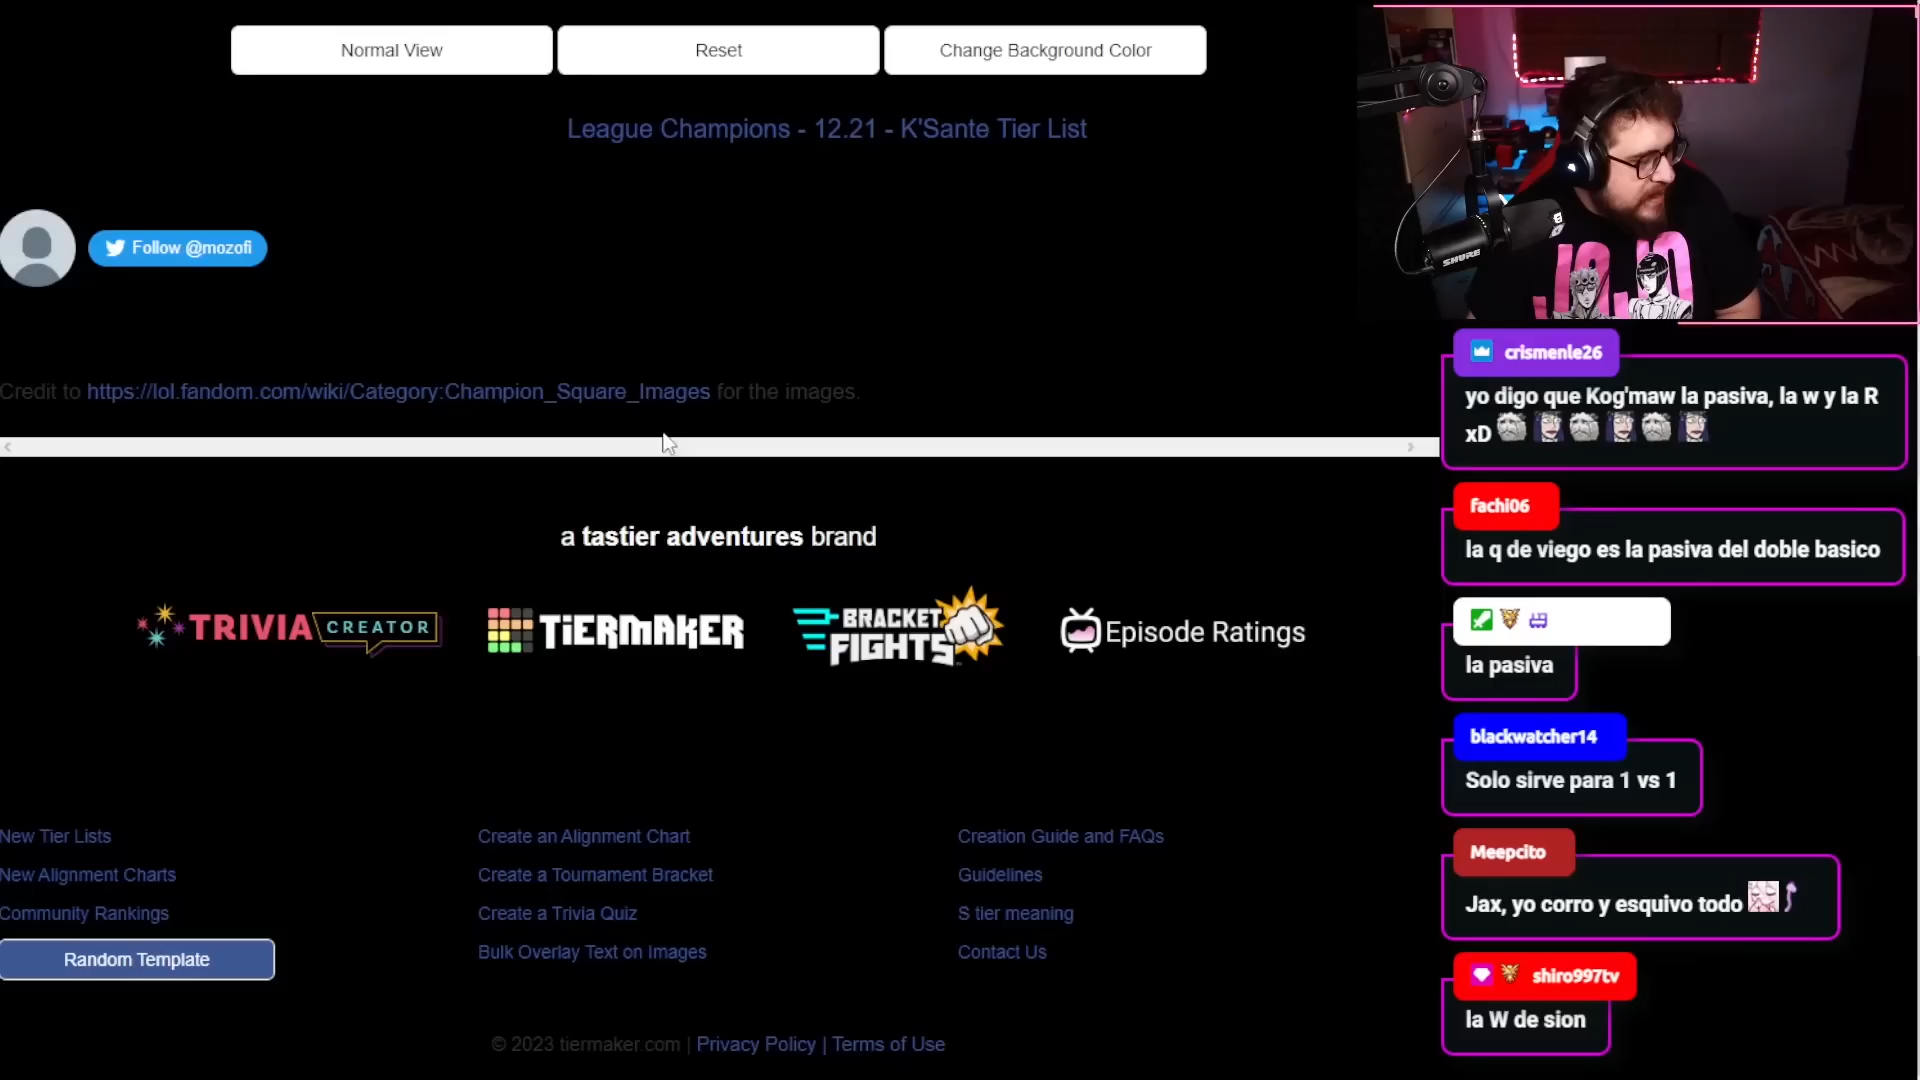 Normal View
Reset
Change Background Color
League Champions - 12.21 - K'Sante Tier List
Follow @mozofi
Credit to https://lol.fandom.com/wiki/Category:Champion_Square_Images for the images.
a tastier adventures brand
TRIVIA CREATOR
TiERMAKER
BRACKET FIGHTS
Episode Ratings
New Tier Lists
New Alignment Charts
Community Rankings
Random Template
Create an Alignment Chart
Create a Tournament Bracket
Create a Trivia Quiz
Bulk Overlay Text on Images
Creation Guide and FAQs
Guidelines
S tier meaning
Contact Us
© 2023 tiermaker.com | Privacy Policy | Terms of Use
SHURE
JOJO
crismenle26
yo digo que Kog'maw la pasiva, la w y la R
xD
fachi06
la q de viego es la pasiva del doble basico
la pasiva
blackwatcher14
Solo sirve para 1 vs 1
Meepcito
Jax, yo corro y esquivo todo
shiro997tv
la W de sion